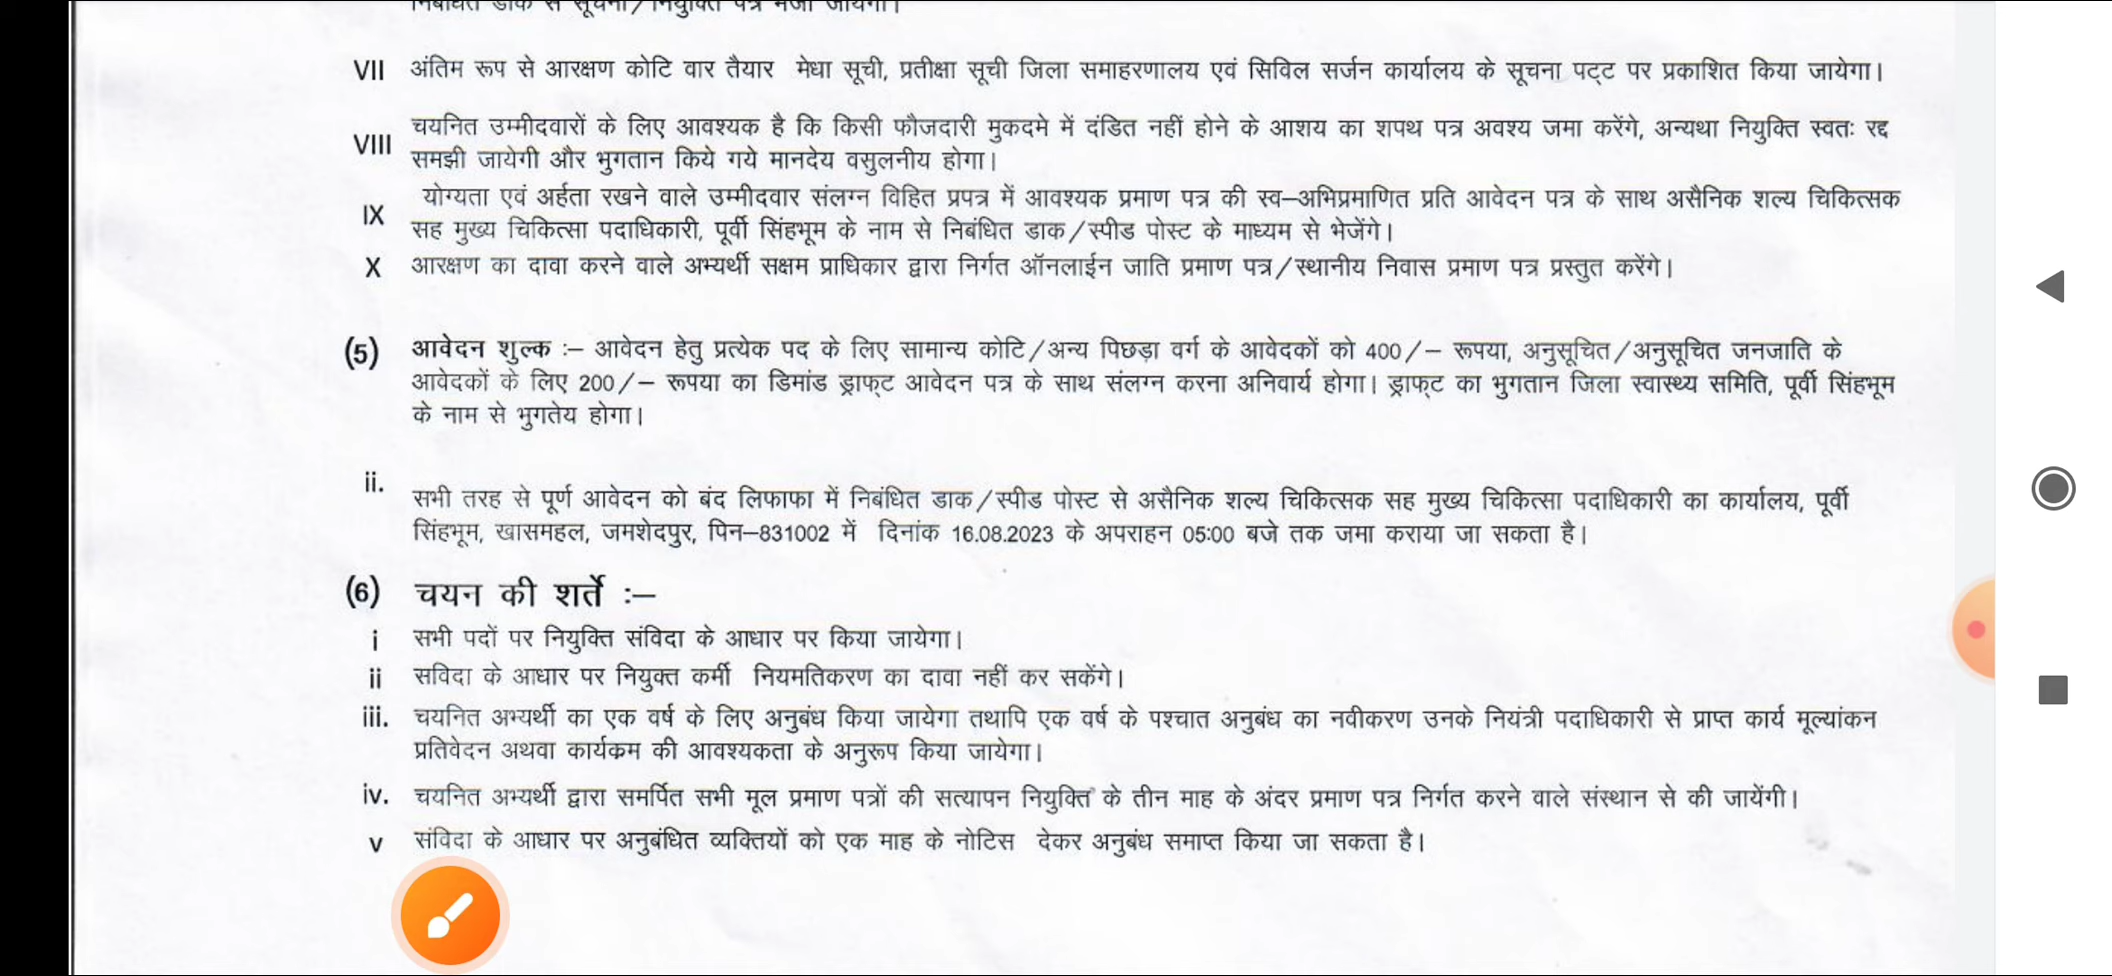 निबंधित डाक से सूचना/नियुक्ति पत्र भेजा जायेगा।
VII अंतिम रूप से आरक्षण कोटि वार तैयार मेधा सूची, प्रतीक्षा सूची जिला समाहरणालय एवं सिविल सर्जन कार्यालय के सूचना पट्ट पर प्रकाशित किया जायेगा।
VIII चयनित उम्मीदवारों के लिए आवश्यक है कि किसी फौजदारी मुकदमे में दंडित नहीं होने के आशय का शपथ पत्र अवश्य जमा करेंगे, अन्यथा नियुक्ति स्वतः रद्द
समझी जायेगी और भुगतान किये गये मानदेय वसुलनीय होगा।
IX योग्यता एवं अर्हता रखने वाले उम्मीदवार संलग्न विहित प्रपत्र में आवश्यक प्रमाण पत्र की स्व–अभिप्रमाणित प्रति आवेदन पत्र के साथ असैनिक शल्य चिकित्सक
सह मुख्य चिकित्सा पदाधिकारी, पूर्वी सिंहभूम के नाम से निबंधित डाक/स्पीड पोस्ट के माध्यम से भेजेंगे।
X आरक्षण का दावा करने वाले अभ्यर्थी सक्षम प्राधिकार द्वारा निर्गत ऑनलाईन जाति प्रमाण पत्र/स्थानीय निवास प्रमाण पत्र प्रस्तुत करेंगे।
(5) आवेदन शुल्क :– आवेदन हेतु प्रत्येक पद के लिए सामान्य कोटि/अन्य पिछड़ा वर्ग के आवेदकों को 400/– रूपया, अनुसूचित/अनुसूचित जनजाति के
आवेदकों के लिए 200/– रूपया का डिमांड ड्राफ्ट आवेदन पत्र के साथ संलग्न करना अनिवार्य होगा। ड्राफ्ट का भुगतान जिला स्वास्थ्य समिति, पूर्वी सिंहभूम
के नाम से भुगतेय होगा।
ii. सभी तरह से पूर्ण आवेदन को बंद लिफाफा में निबंधित डाक/स्पीड पोस्ट से असैनिक शल्य चिकित्सक सह मुख्य चिकित्सा पदाधिकारी का कार्यालय, पूर्वी
सिंहभूम, खासमहल, जमशेदपुर, पिन–831002 में दिनांक 16.08.2023 के अपराहन 05:00 बजे तक जमा कराया जा सकता है।
(6) चयन की शर्ते :–
i सभी पदों पर नियुक्ति संविदा के आधार पर किया जायेगा।
ii सविदा के आधार पर नियुक्त कर्मी नियमतिकरण का दावा नहीं कर सकेंगे।
iii. चयनित अभ्यर्थी का एक वर्ष के लिए अनुबंध किया जायेगा तथापि एक वर्ष के पश्चात अनुबंध का नवीकरण उनके नियंत्री पदाधिकारी से प्राप्त कार्य मूल्यांकन
प्रतिवेदन अथवा कार्यक्रम की आवश्यकता के अनुरूप किया जायेगा।
iv. चयनित अभ्यर्थी द्वारा समर्पित सभी मूल प्रमाण पत्रों की सत्यापन नियुक्ति के तीन माह के अंदर प्रमाण पत्र निर्गत करने वाले संस्थान से की जायेंगी।
v संविदा के आधार पर अनुबंधित व्यक्तियों को एक माह के नोटिस देकर अनुबंध समाप्त किया जा सकता है।